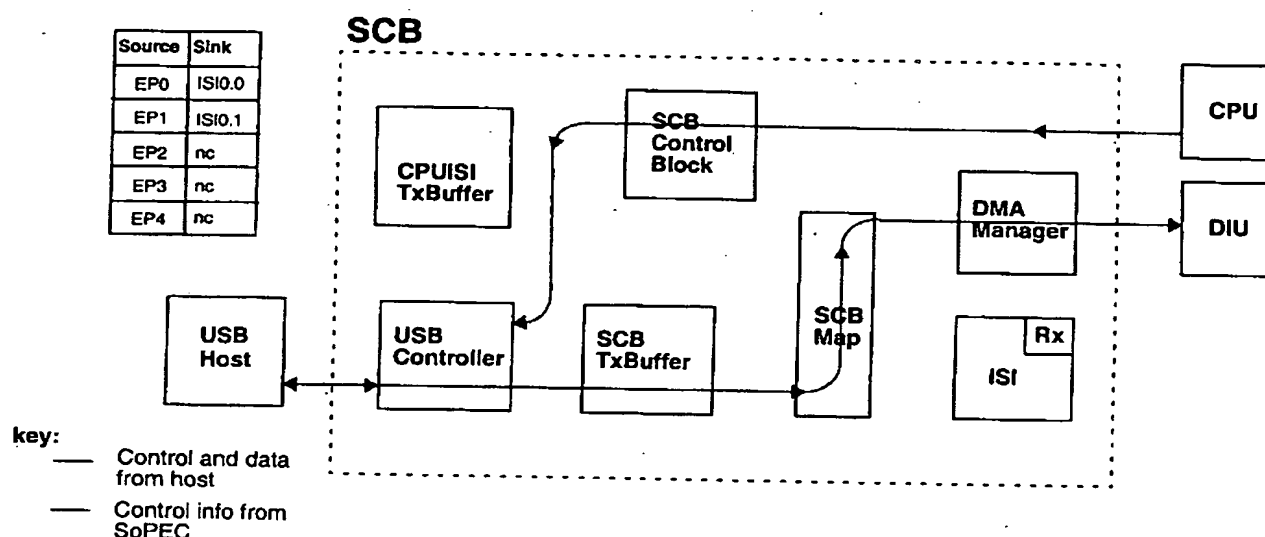 SCB
Source Sink
EP0 ISI0.0
EP1 ISI0.1
EP2 nc
EP3 nc
EP4 nc
CPUISI
TxBuffer
SCB
Control
Block
CPU
DMA
Manager
DIU
USB
Host
USB
Controller
SCB
TxBuffer
SCB
Map
Rx
ISI
key:
Control and data
from host
Control info from
SoPEC